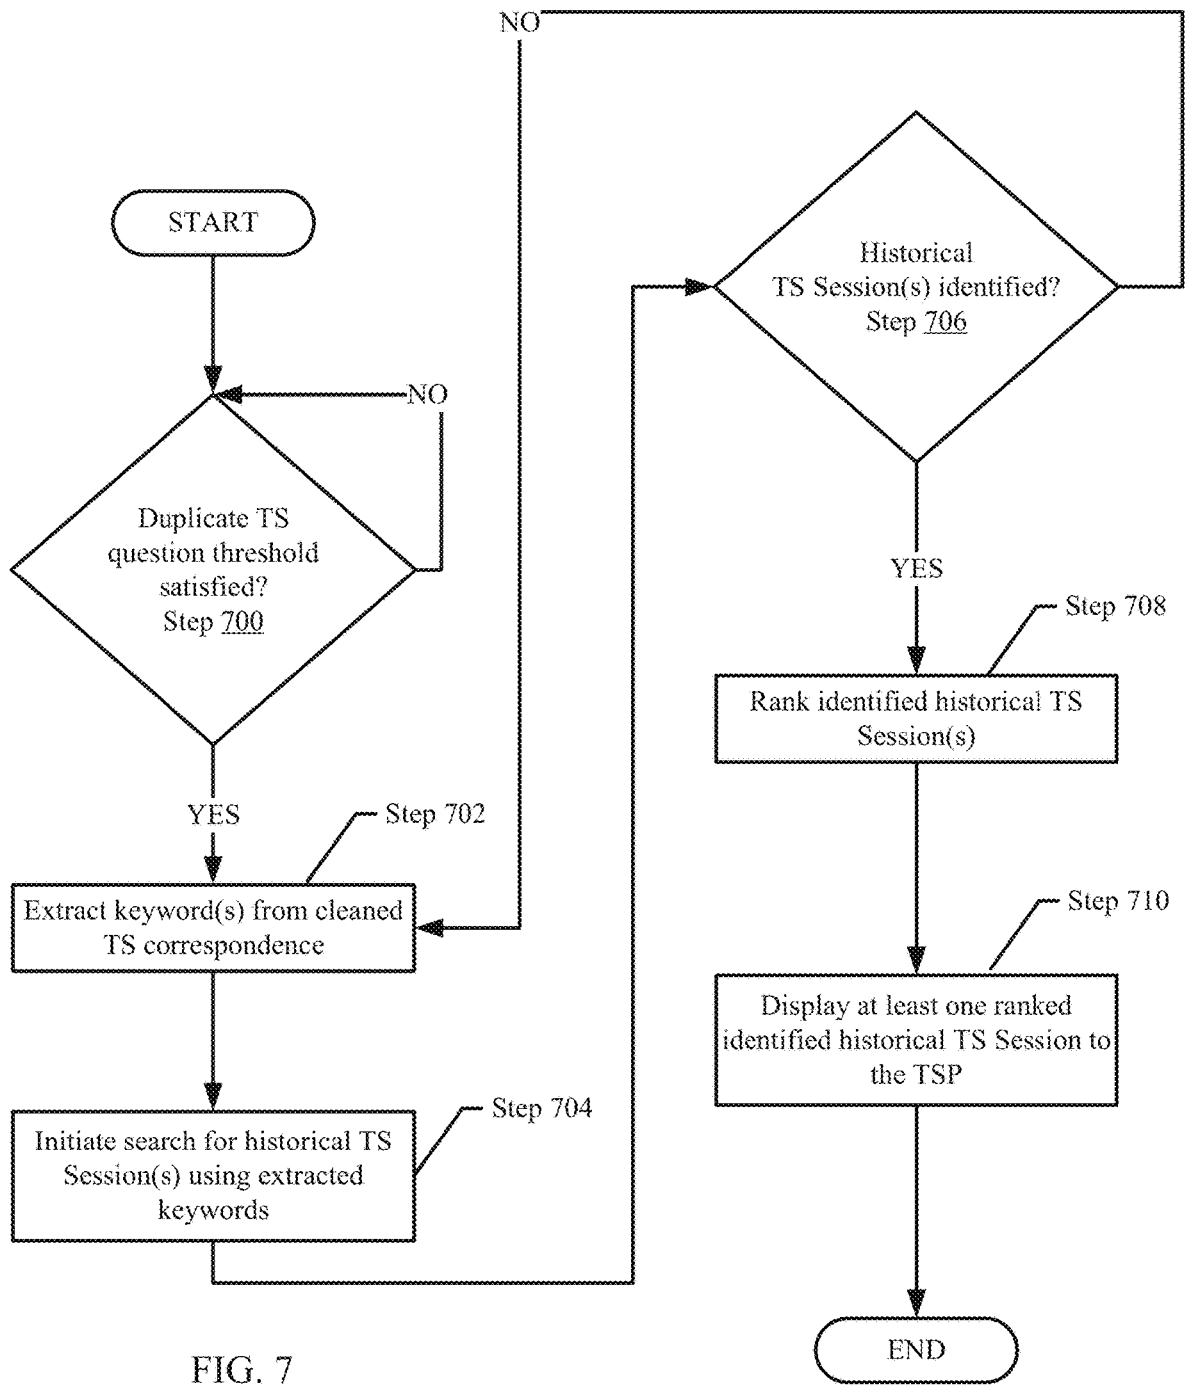 START
NO
Duplicate TS
question threshold
satisfied?
Step 700
YES
Step 702
Extract keyword(s) from cleaned
TS correspondence
Step 704
Initiate search for historical TS
Session(s) using extracted
keywords
NO
Historical
TS Session(s) identified?
Step 706
YES
Step 708
Rank identified historical TS
Session(s)
Step 710
Display at least one ranked
identified historical TS Session to
the TSP
END
FIG. 7